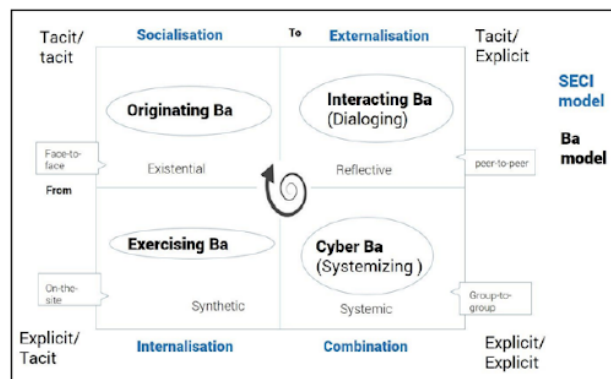 Tacit/
tacit
Socialisation
To
Externalisation
Tacit/
Explicit
SECI
model
Ba
model
Originating Ba
Interacting Ba
(Dialoging)
Face-to-
face
Existential
Reflective
peer-to-peer
From
Exercising Ba
Cyber Ba
(Systemizing )
On-the-
site
Synthetic
Systemic
Group-to-
group
Explicit/
Tacit
Internalisation
Combination
Explicit/
Explicit